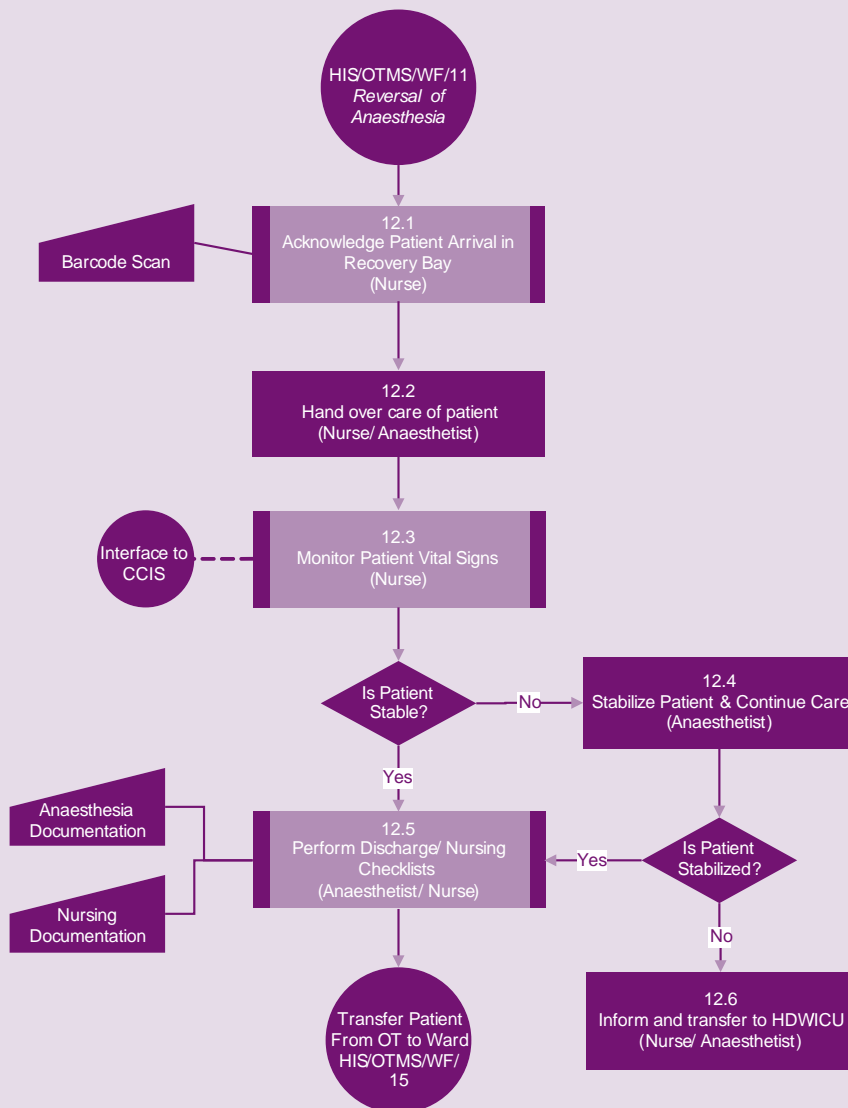 HIS/OTMS/WF/11
Reversal of
Anaesthesia
12.1
Acknowledge Patient Arrival in
Recovery Bay
(Nurse)
Barcode Scan
12.2
Hand over care of patient
(Nurse/ Anaesthetist)
12.3
Monitor Patient Vital Signs
(Nurse)
Interface to
CCIS
Is Patient
Stable?
No
12.4
Stabilize Patient & Continue Care
(Anaesthetist)
Yes
Anaesthesia
Documentation
12.5
Perform Discharge/ Nursing
Checklists
(Anaesthetist/ Nurse)
Yes
Is Patient
Stabilized?
Nursing
Documentation
No
12.6
Inform and transfer to HDWICU
(Nurse/ Anaesthetist)
Transfer Patient
From OT to Ward
HIS/OTMS/WF/
15